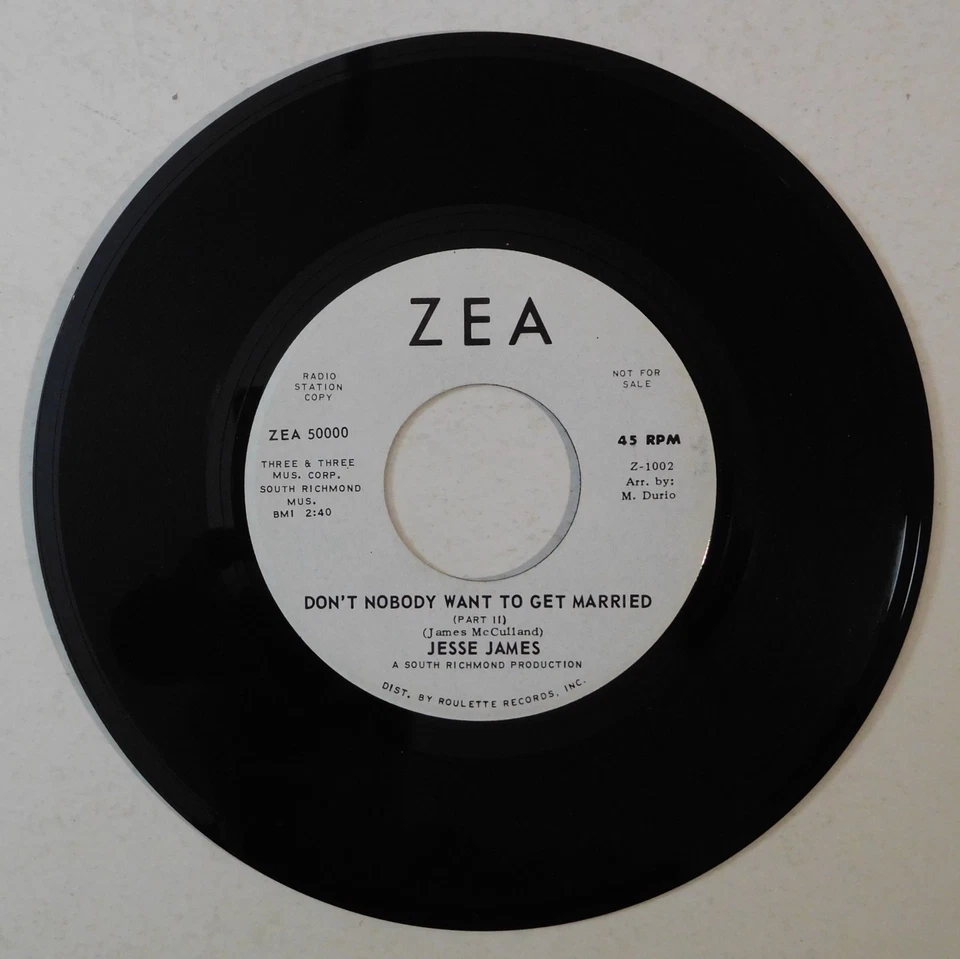 ZEA
RADIO
STATION
COPY
NOT FOR
SALE
ZEA 50000
THREE & THREE
MUS. CORP.
SOUTH RICHMOND
MUS.
BMI 2:40
45 RPM
Z-1002
Arr. by:
M. Durio
DON'T NOBODY WANT TO GET MARRIED
(PART II)
(James McCulland)
JESSE JAMES
A SOUTH RICHMOND PRODUCTION
DIST. BY ROULETTE RECORDS, INC.